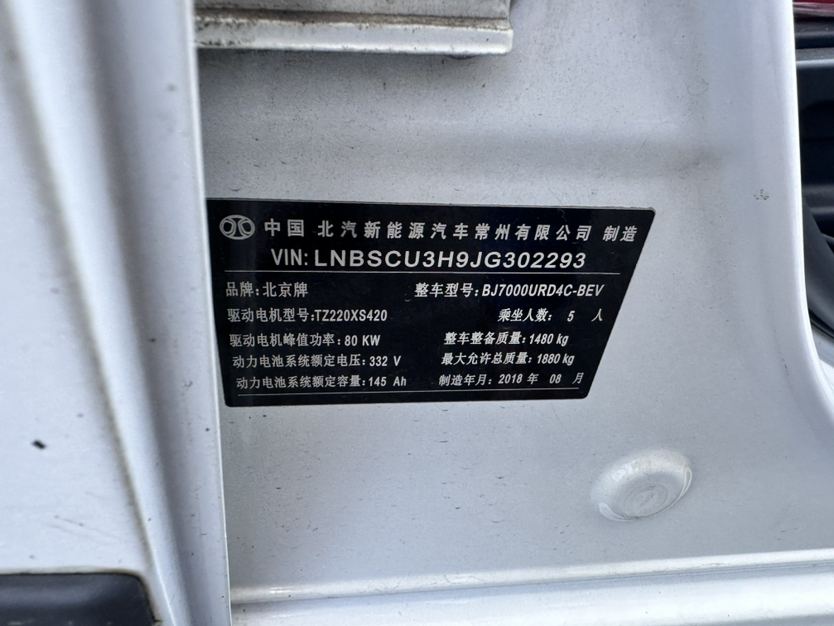 中国 北汽新能源汽车常州有限公司 制造
VIN: LNBSCU3H9JG302293
品牌: 北京牌 整车型号: BJ7000URD4C-BEV
驱动电机型号: TZ220XS420 乘坐人数: 5 人
驱动电机峰值功率: 80 KW 整车整备质量: 1480 kg
动力电池系统额定电压: 332 V 最大允许总质量: 1880 kg
动力电池系统额定容量: 145 Ah 制造年月: 2018 年 08 月